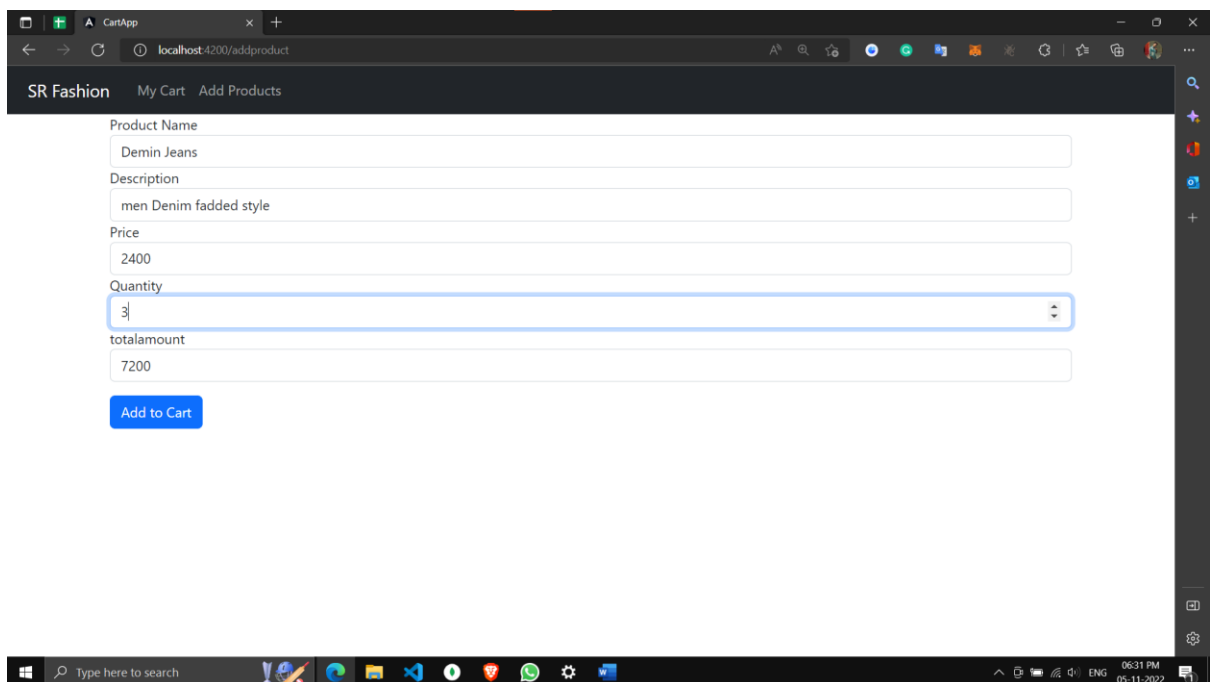 CartApp
localhost:4200/addproduct
SR Fashion My Cart Add Products
Product Name
Demin Jeans
Description
men Denim fadded style
Price
2400
Quantity
3
totalamount
7200
Add to Cart
Type here to search
ENG
06:31 PM
05-11-2022